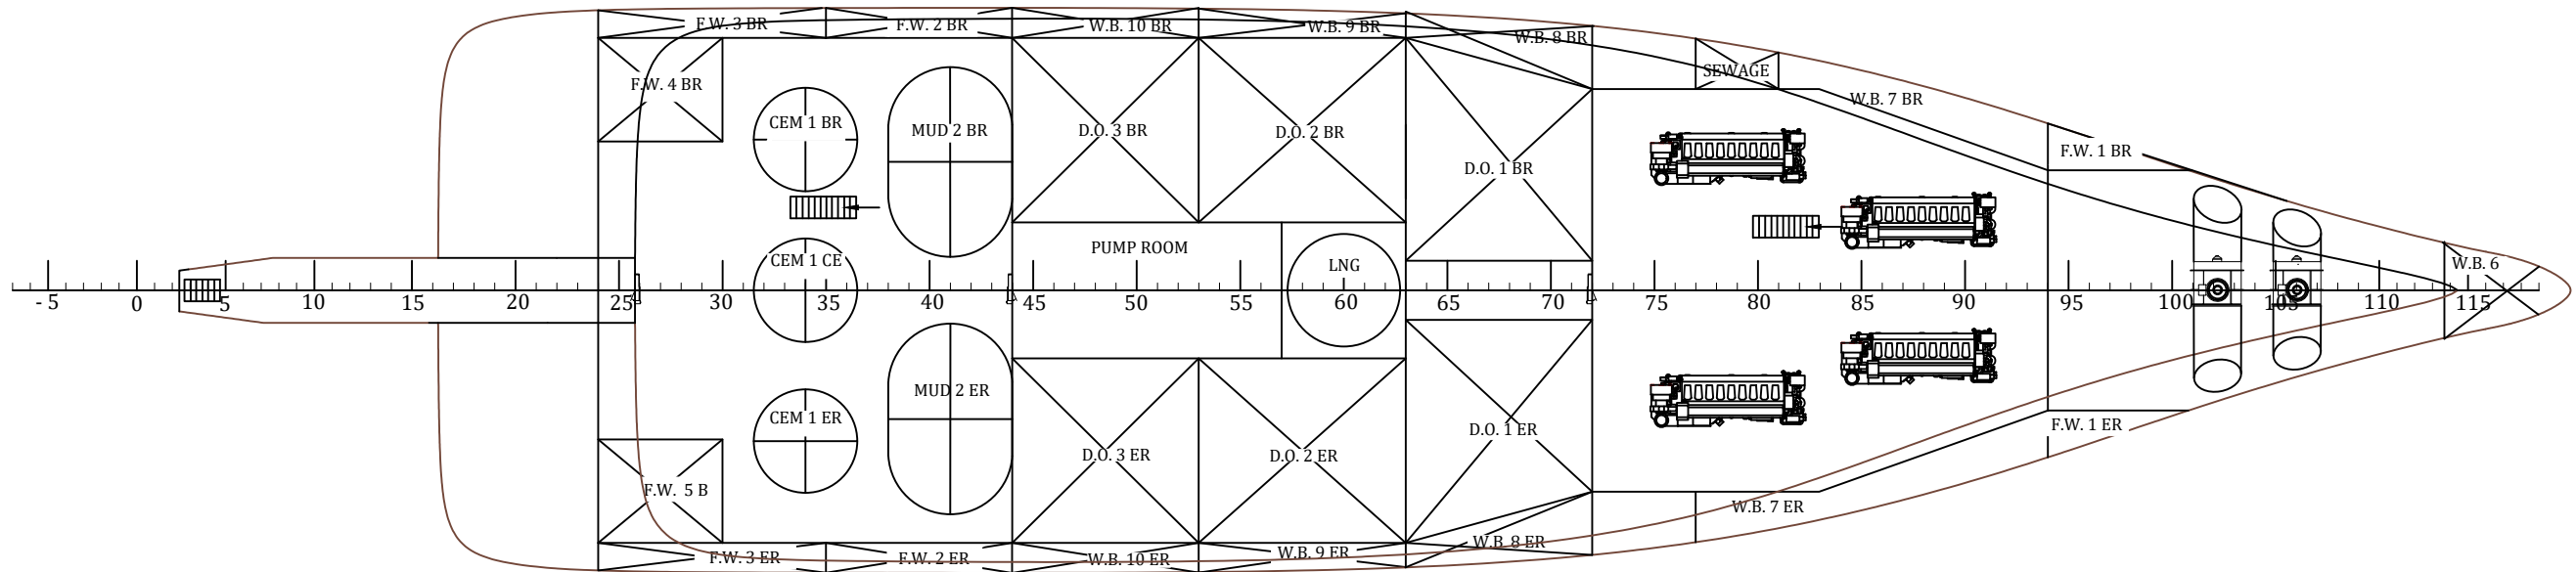 F.W. 3 BR
F.W. 2 BR
W.B. 10 BR
W.B. 9 BR
W.B. 8 BR
F.W. 4 BR
SEWAGE
W.B. 7 BR
CEM 1 BR
MUD 2 BR
D.O. 3 BR
D.O. 2 BR
D.O. 1 BR
F.W. 1 BR
PUMP ROOM
CEM 1 CE
LNG
W.B. 6
- 5 0 5 10 15 20 25 30 35 40 45 50 55 60 65 70 75 80 85 90 95 100 105 110 115
MUD 2 ER
CEM 1 ER
D.O. 3 ER
D.O. 2 ER
D.O. 1 ER
F.W. 1 ER
F.W. 5 B
W.B. 7 ER
F.W. 3 ER
F.W. 2 ER
W.B. 10 ER
W.B. 9 ER
W.B. 8 ER